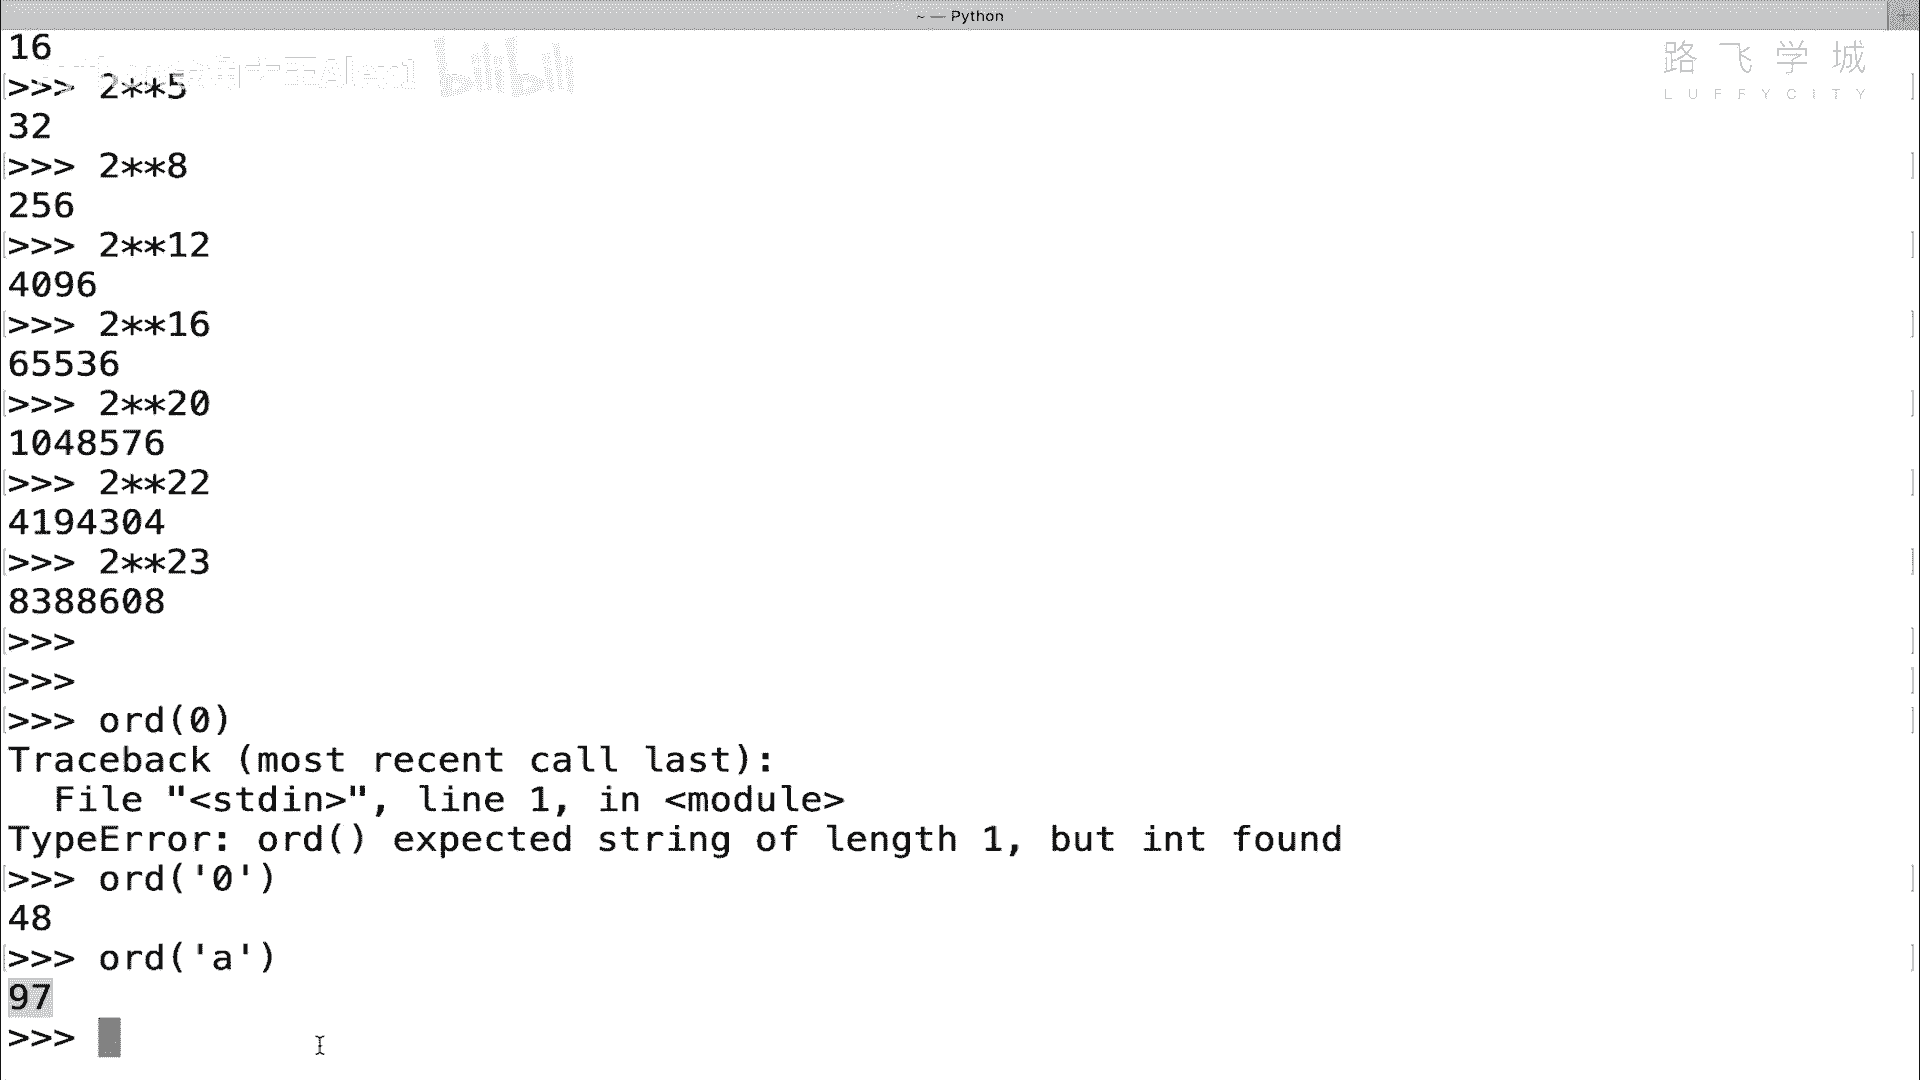 ~ — Python
16
>>> 2**5
32
>>> 2**8
256
>>> 2**12
4096
>>> 2**16
65536
>>> 2**20
1048576
>>> 2**22
4194304
>>> 2**23
8388608
>>>
>>>
>>> ord(0)
Traceback (most recent call last):
  File "<stdin>", line 1, in <module>
TypeError: ord() expected string of length 1, but int found
>>> ord('0')
48
>>> ord('a')
97
>>>
路飞学城
LUFFYCITY
bilibili